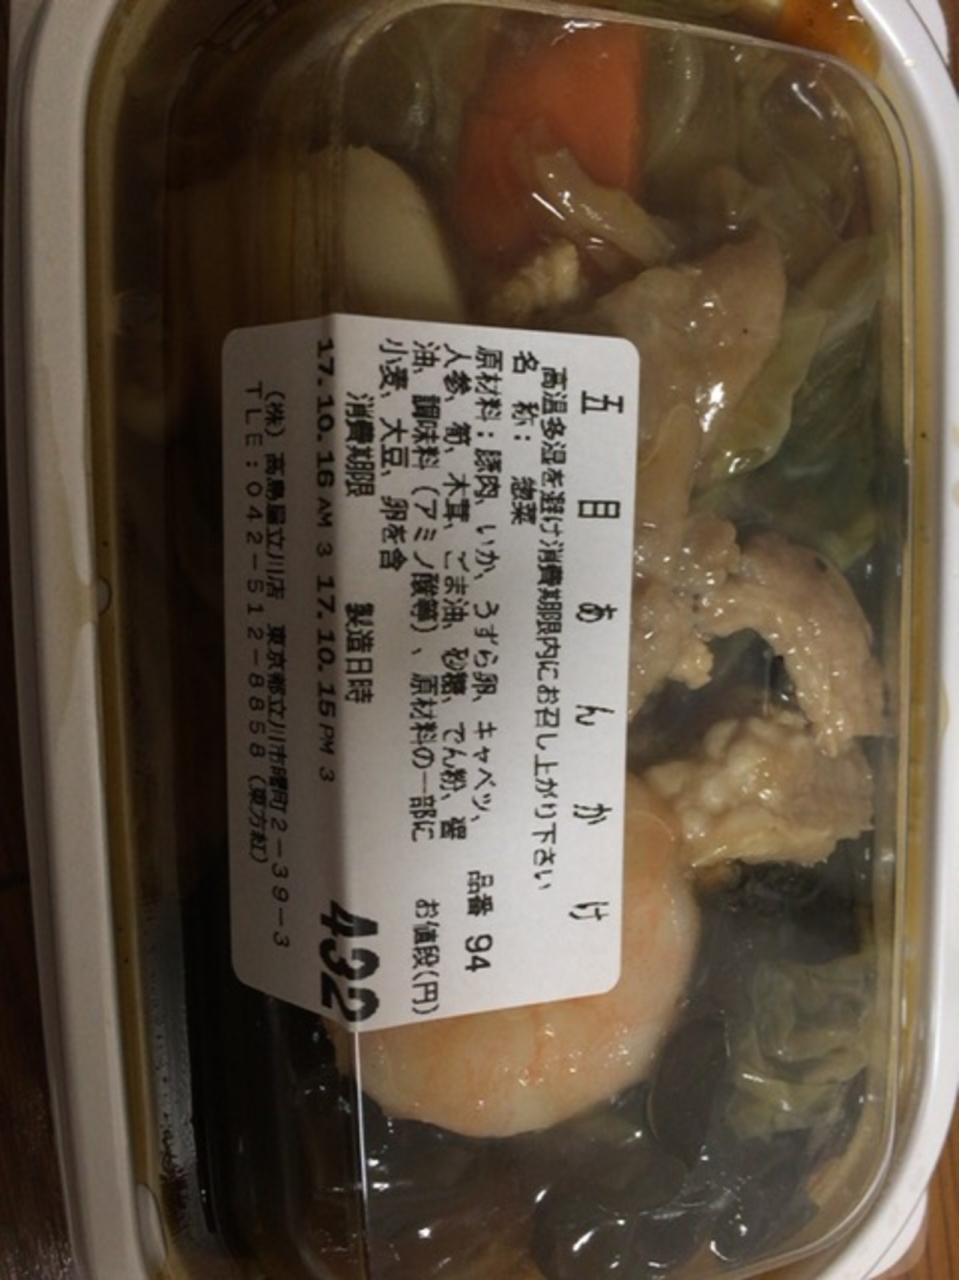 五目あんかけ
高温多湿を避け消費期限内にお召し上がり下さい
名 称: 惣菜
原材料:豚肉、いか、うずら卵、キャベツ、
人参、筍、木茸、ごま油、砂糖、でん粉、醤
油、調味料(アミノ酸等)、原材料の一部に
小麦、大豆、卵を含
品番 94
お値段(円)
432
消費期限 製造日時
17.10.16 AM 3 17.10.15 PM 3
(株)高島屋立川店 東京都立川市曙町2-39-3
TLE:042-512-8858(東方紅)